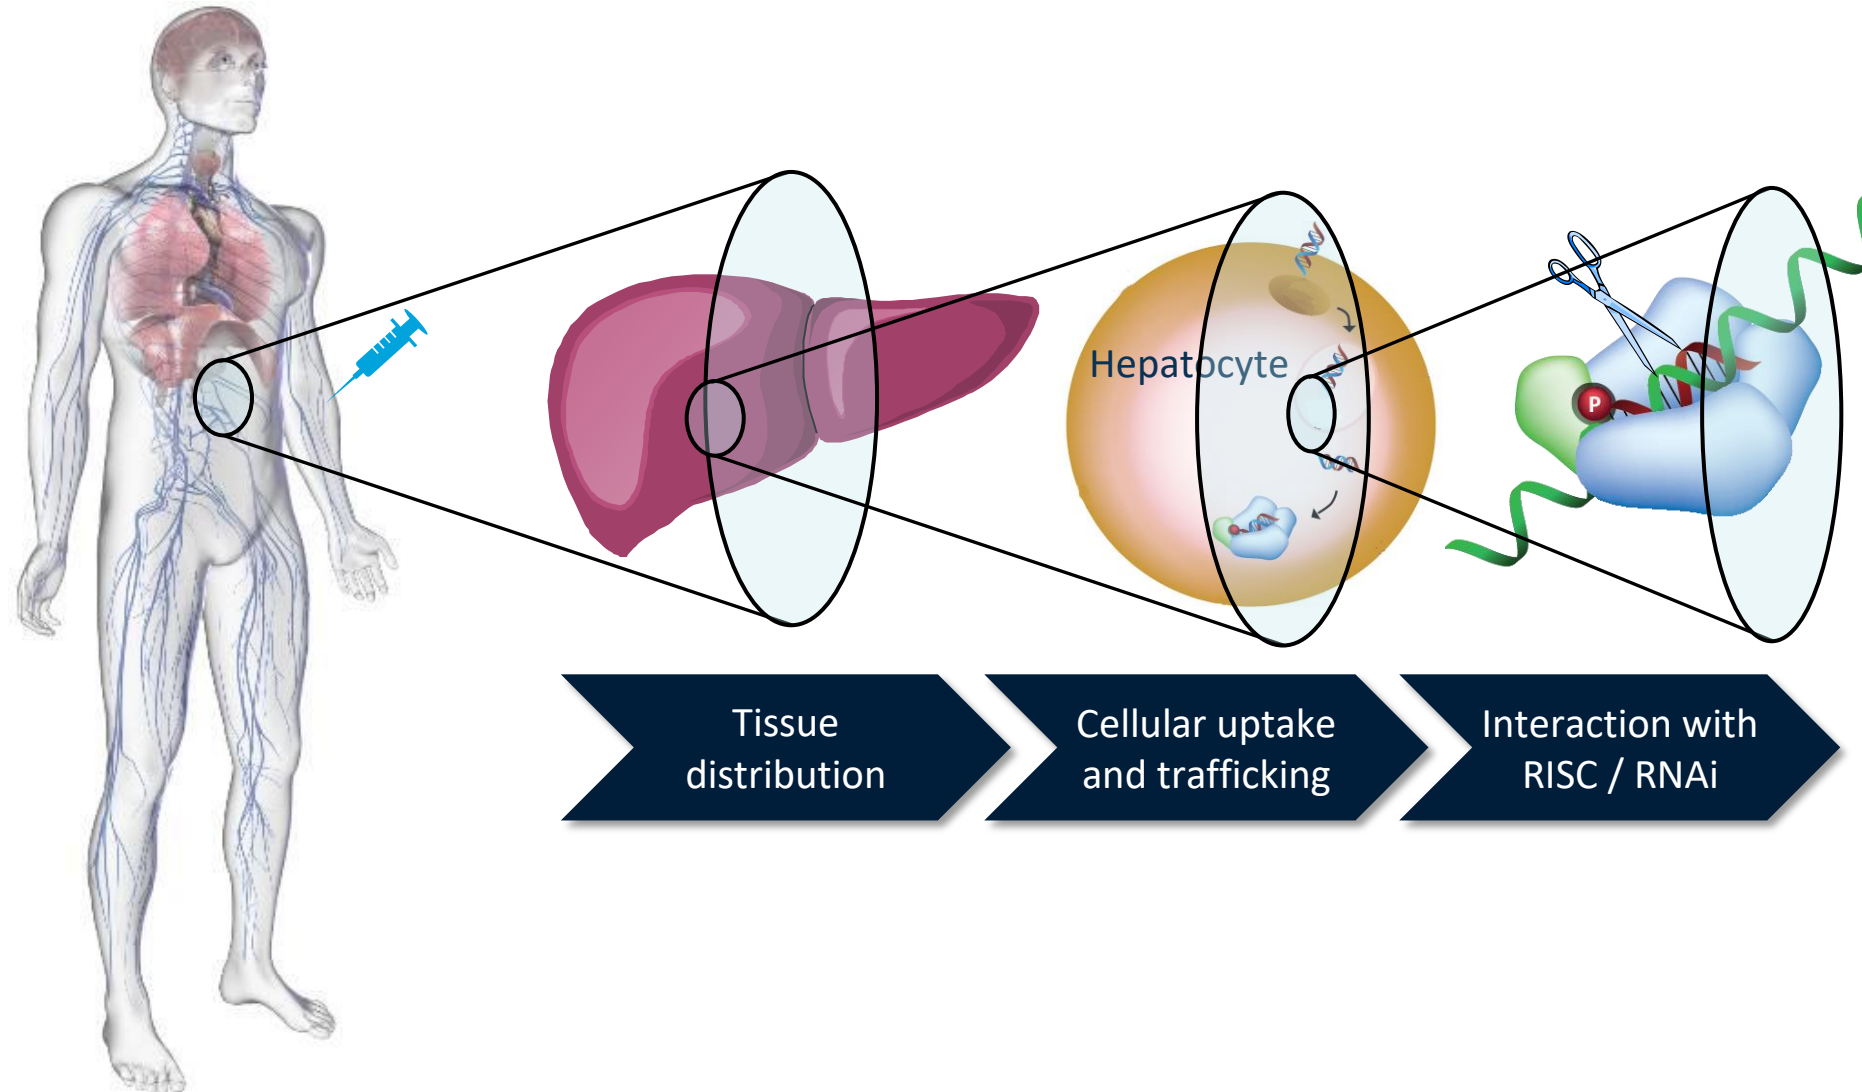 Hepatocyte
P
Tissue
distribution
Cellular uptake
and trafficking
Interaction with
RISC / RNAi